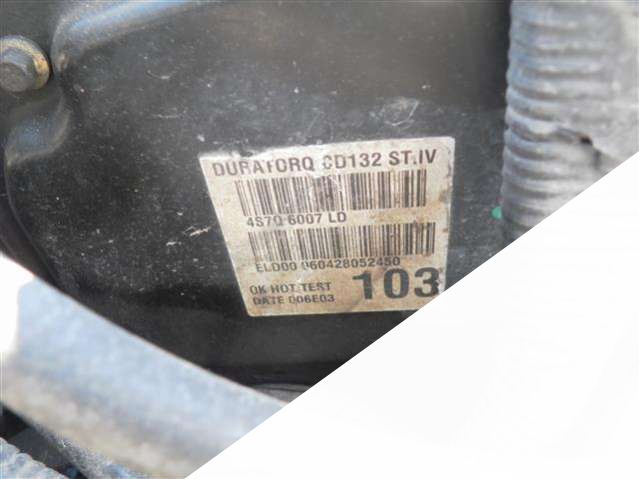 DURATORQ CD132 ST.IV
4S7Q 6007 LD
ELD00 060428052450
OK HOT TEST 103
DATE 006E03